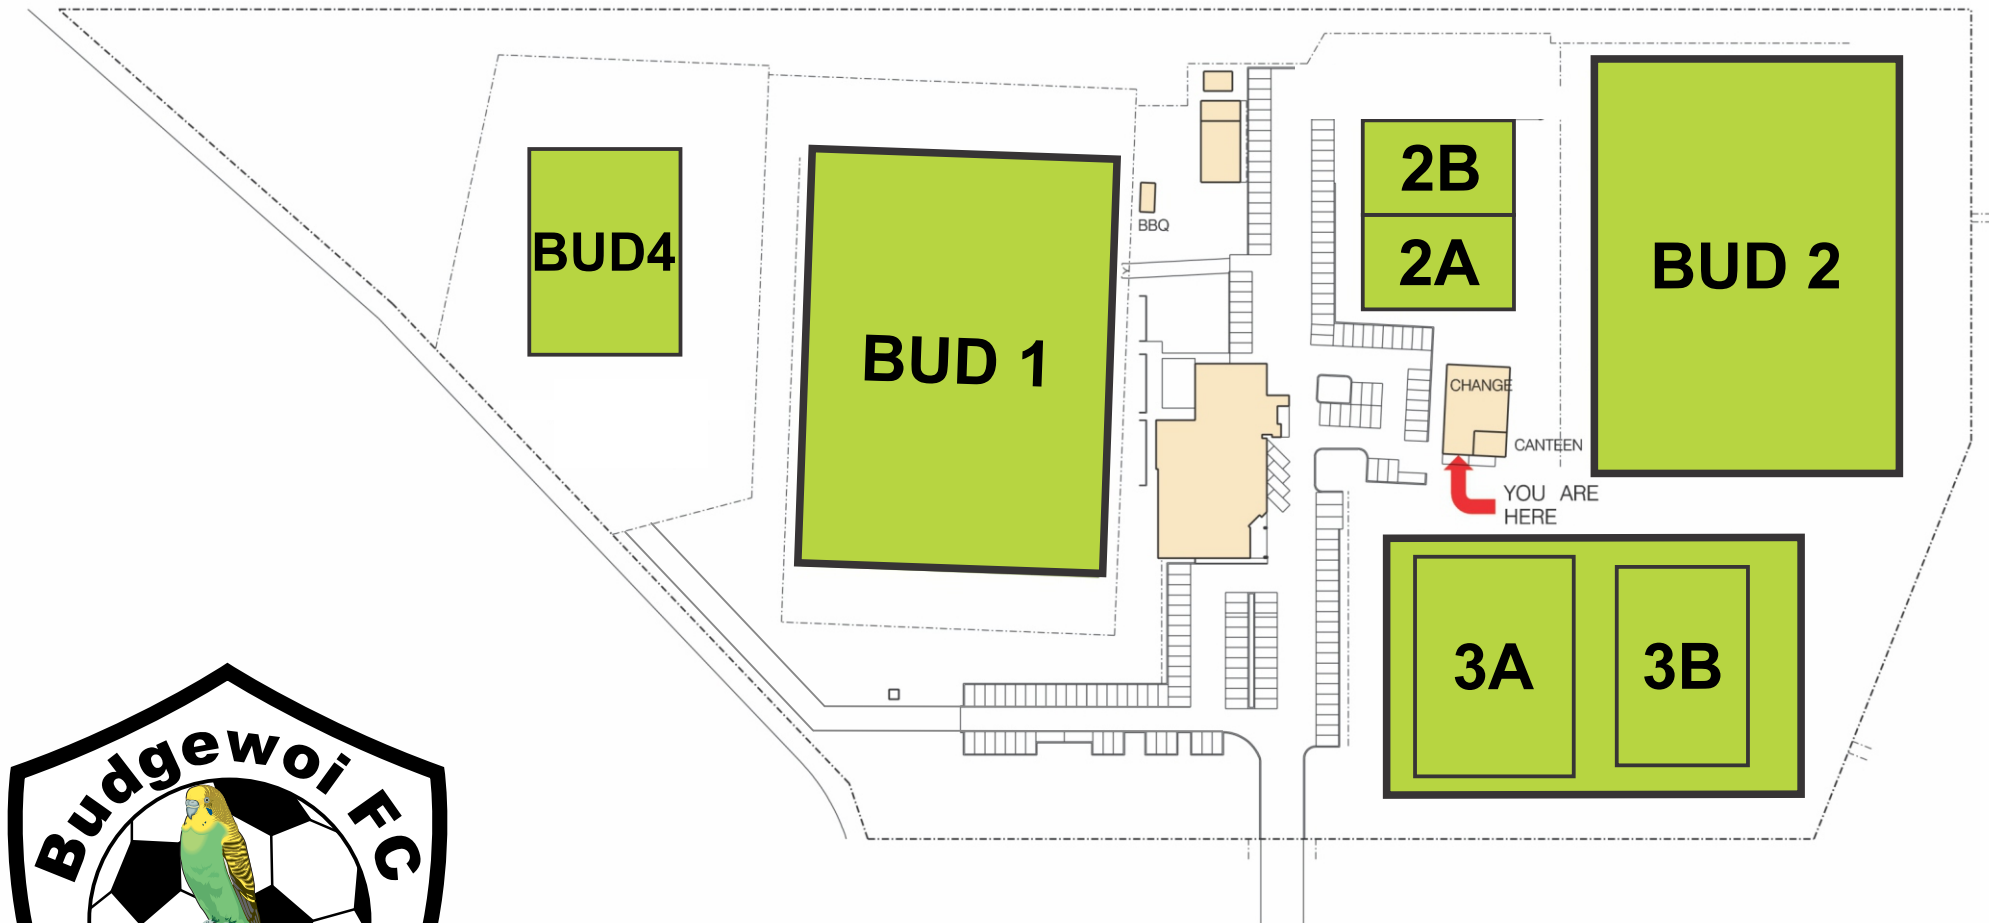 2B
BUD4
2A
BUD 2
BBQ
BUD 1
CHANGE
CANTEEN
YOU ARE
HERE
3A
3B
Budgewoi FC